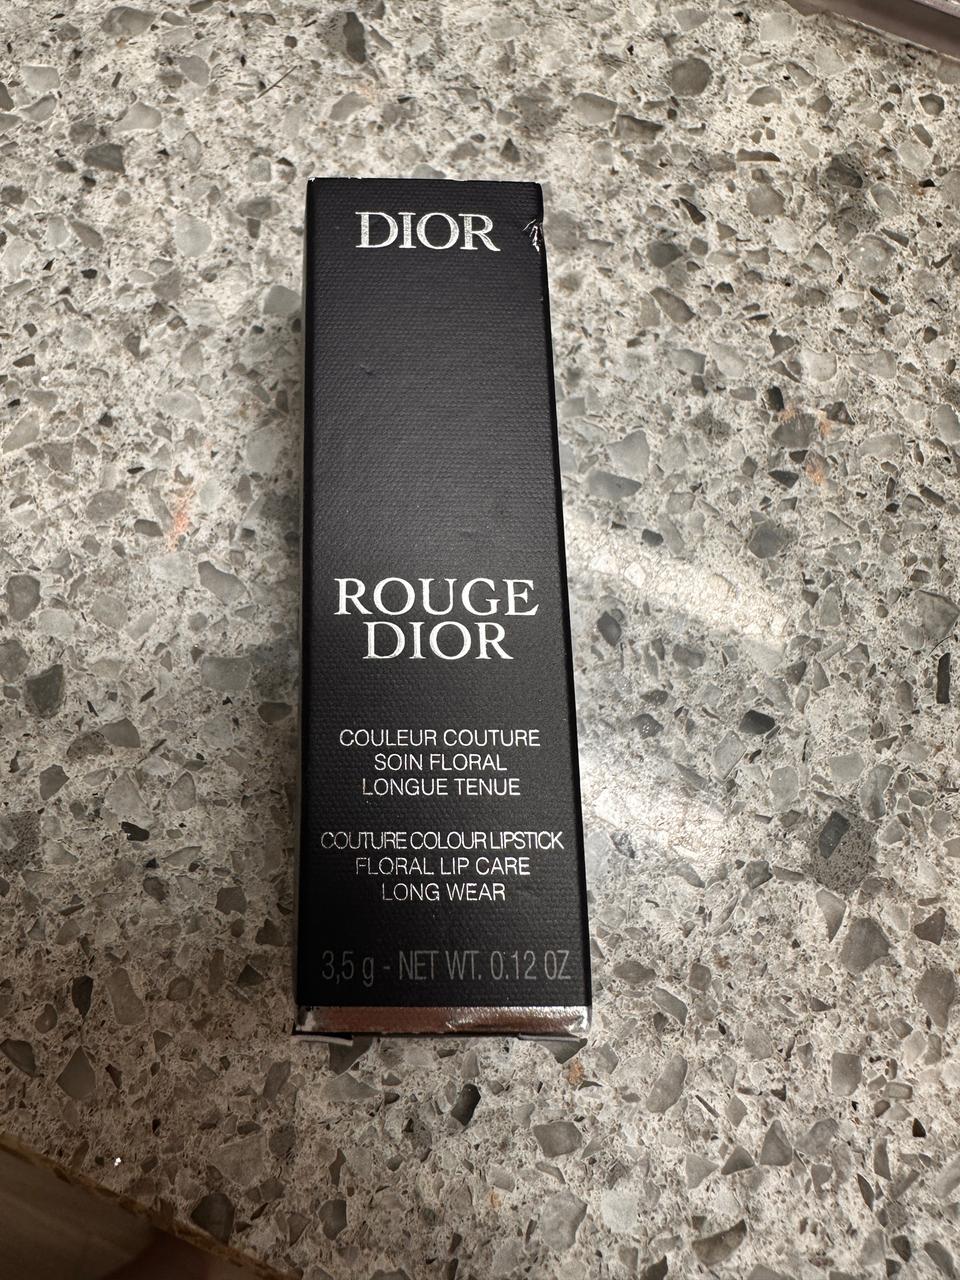 DIOR
ROUGE
DIOR
COULEUR COUTURE
SOIN FLORAL
LONGUE TENUE
COUTURE COLOUR LIPSTICK
FLORAL LIP CARE
LONG WEAR
3,5 g - NET WT. 0.12 OZ